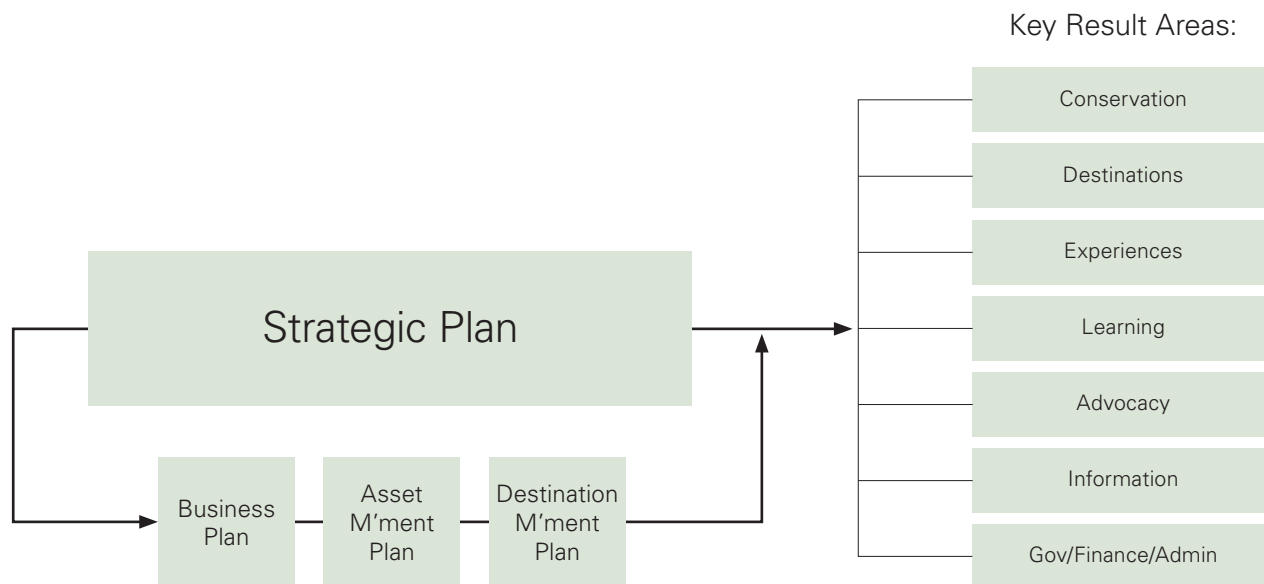 Key Result Areas:
Conservation
Destinations
Experiences
Strategic Plan
Learning
Advocacy
Business
Plan
Asset
M'ment
Plan
Destination
M'ment
Plan
Information
Gov/Finance/Admin